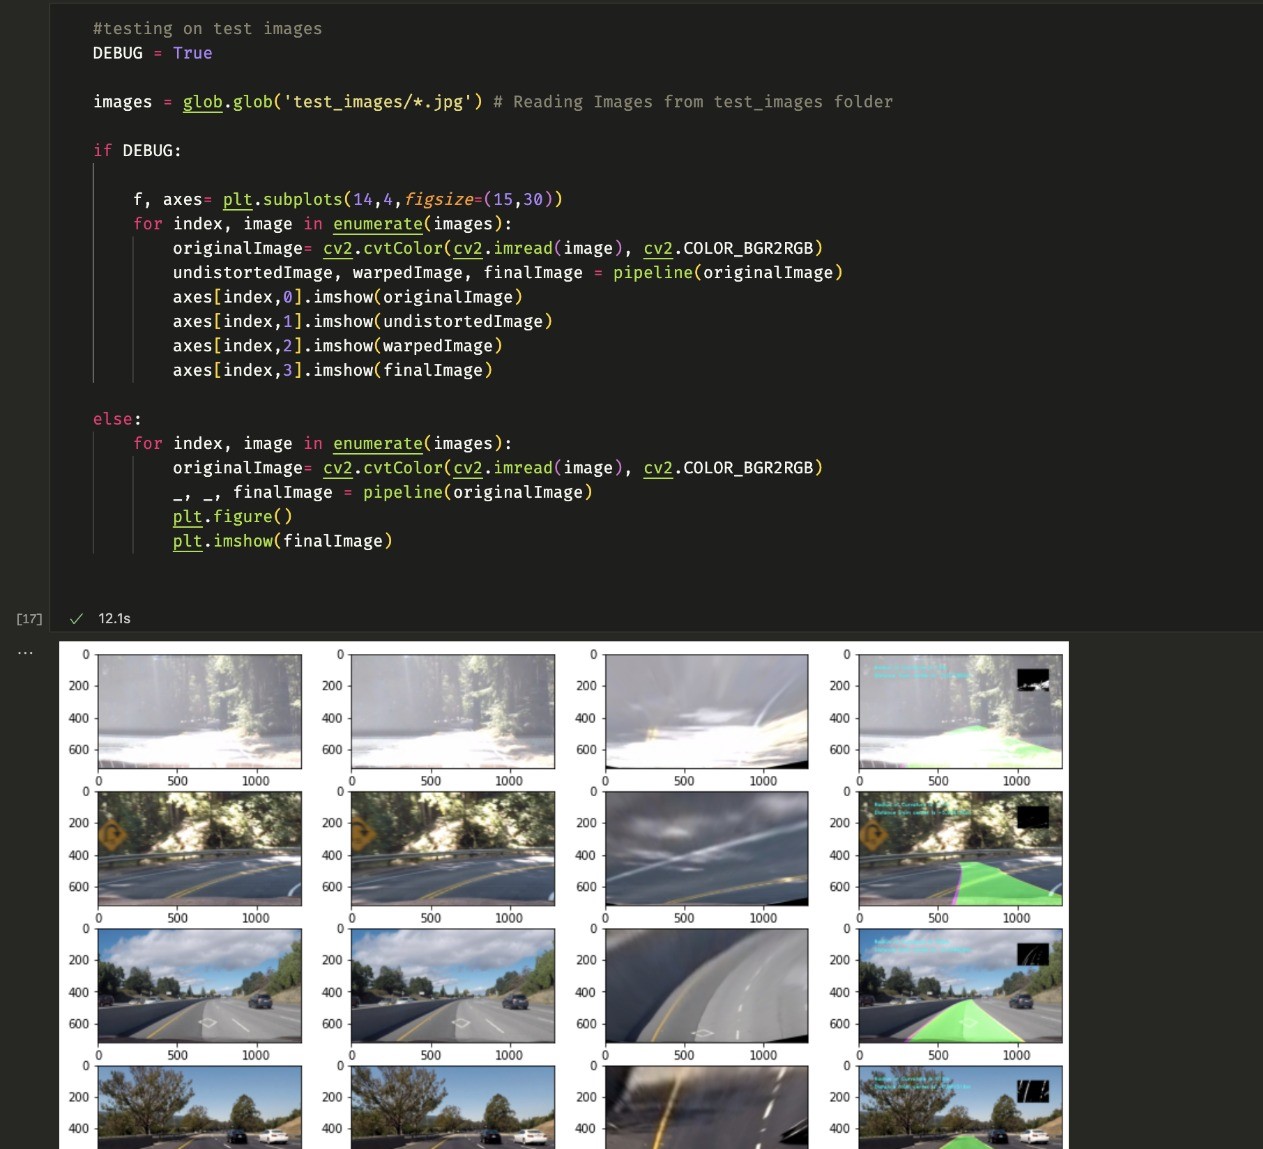 #testing on test images
DEBUG = True
images = glob.glob('test_images/*.jpg') # Reading Images from test_images folder
if DEBUG:
f, axes= plt.subplots(14,4,figsize=(15,30))
for index, image in enumerate(images):
originalImage= cv2.cvtColor(cv2.imread(image), cv2.COLOR_BGR2RGB)
undistortedImage, warpedImage, finalImage = pipeline(originalImage)
axes[index,0].imshow(originalImage)
axes[index,1].imshow(undistortedImage)
axes[index,2].imshow(warpedImage)
axes[index,3].imshow(finalImage)
else:
for index, image in enumerate(images):
originalImage= cv2.cvtColor(cv2.imread(image), cv2.COLOR_BGR2RGB)
_, _, finalImage = pipeline(originalImage)
plt.figure()
plt.imshow(finalImage)
[17] ✓ 12.1s
...
0 0 0 0
200 200 200 200
400 400 400 400
600 600 600 600
0 500 1000 0 500 1000 0 500 1000 0 500 1000
0 0 0 0
200 200 200 200
400 400 400 400
600 600 600 600
0 500 1000 0 500 1000 0 500 1000 0 500 1000
0 0 0 0
200 200 200 200
400 400 400 400
600 600 600 600
0 500 1000 0 500 1000 0 500 1000 0 500 1000
0 0 0 0
200 200 200 200
400 400 400 400